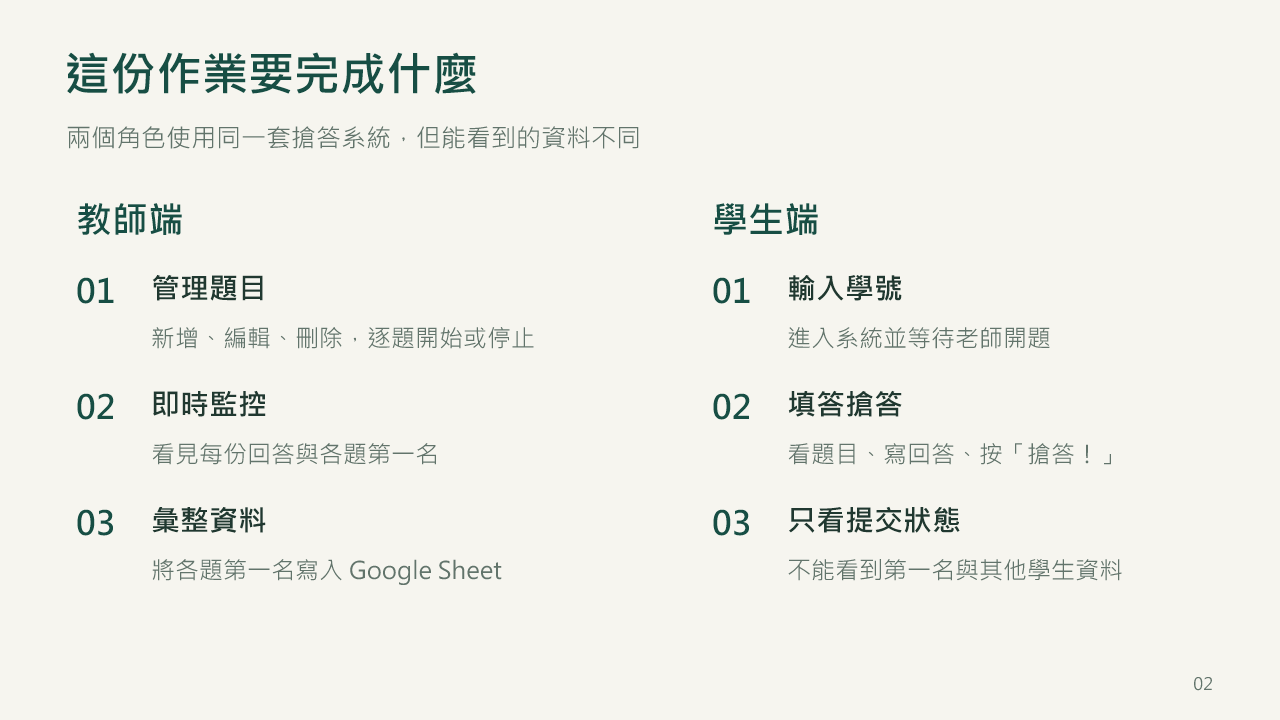 這份作業要完成什麼
兩個角色使用同一套搶答系統，但能看到的資料不同
教師端
01 管理題目
新增、編輯、刪除，逐題開始或停止
02 即時監控
看見每份回答與各題第一名
03 彙整資料
將各題第一名寫入 Google Sheet
學生端
01 輸入學號
進入系統並等待老師開題
02 填答搶答
看題目、寫回答、按「搶答！」
03 只看提交狀態
不能看到第一名與其他學生資料
02